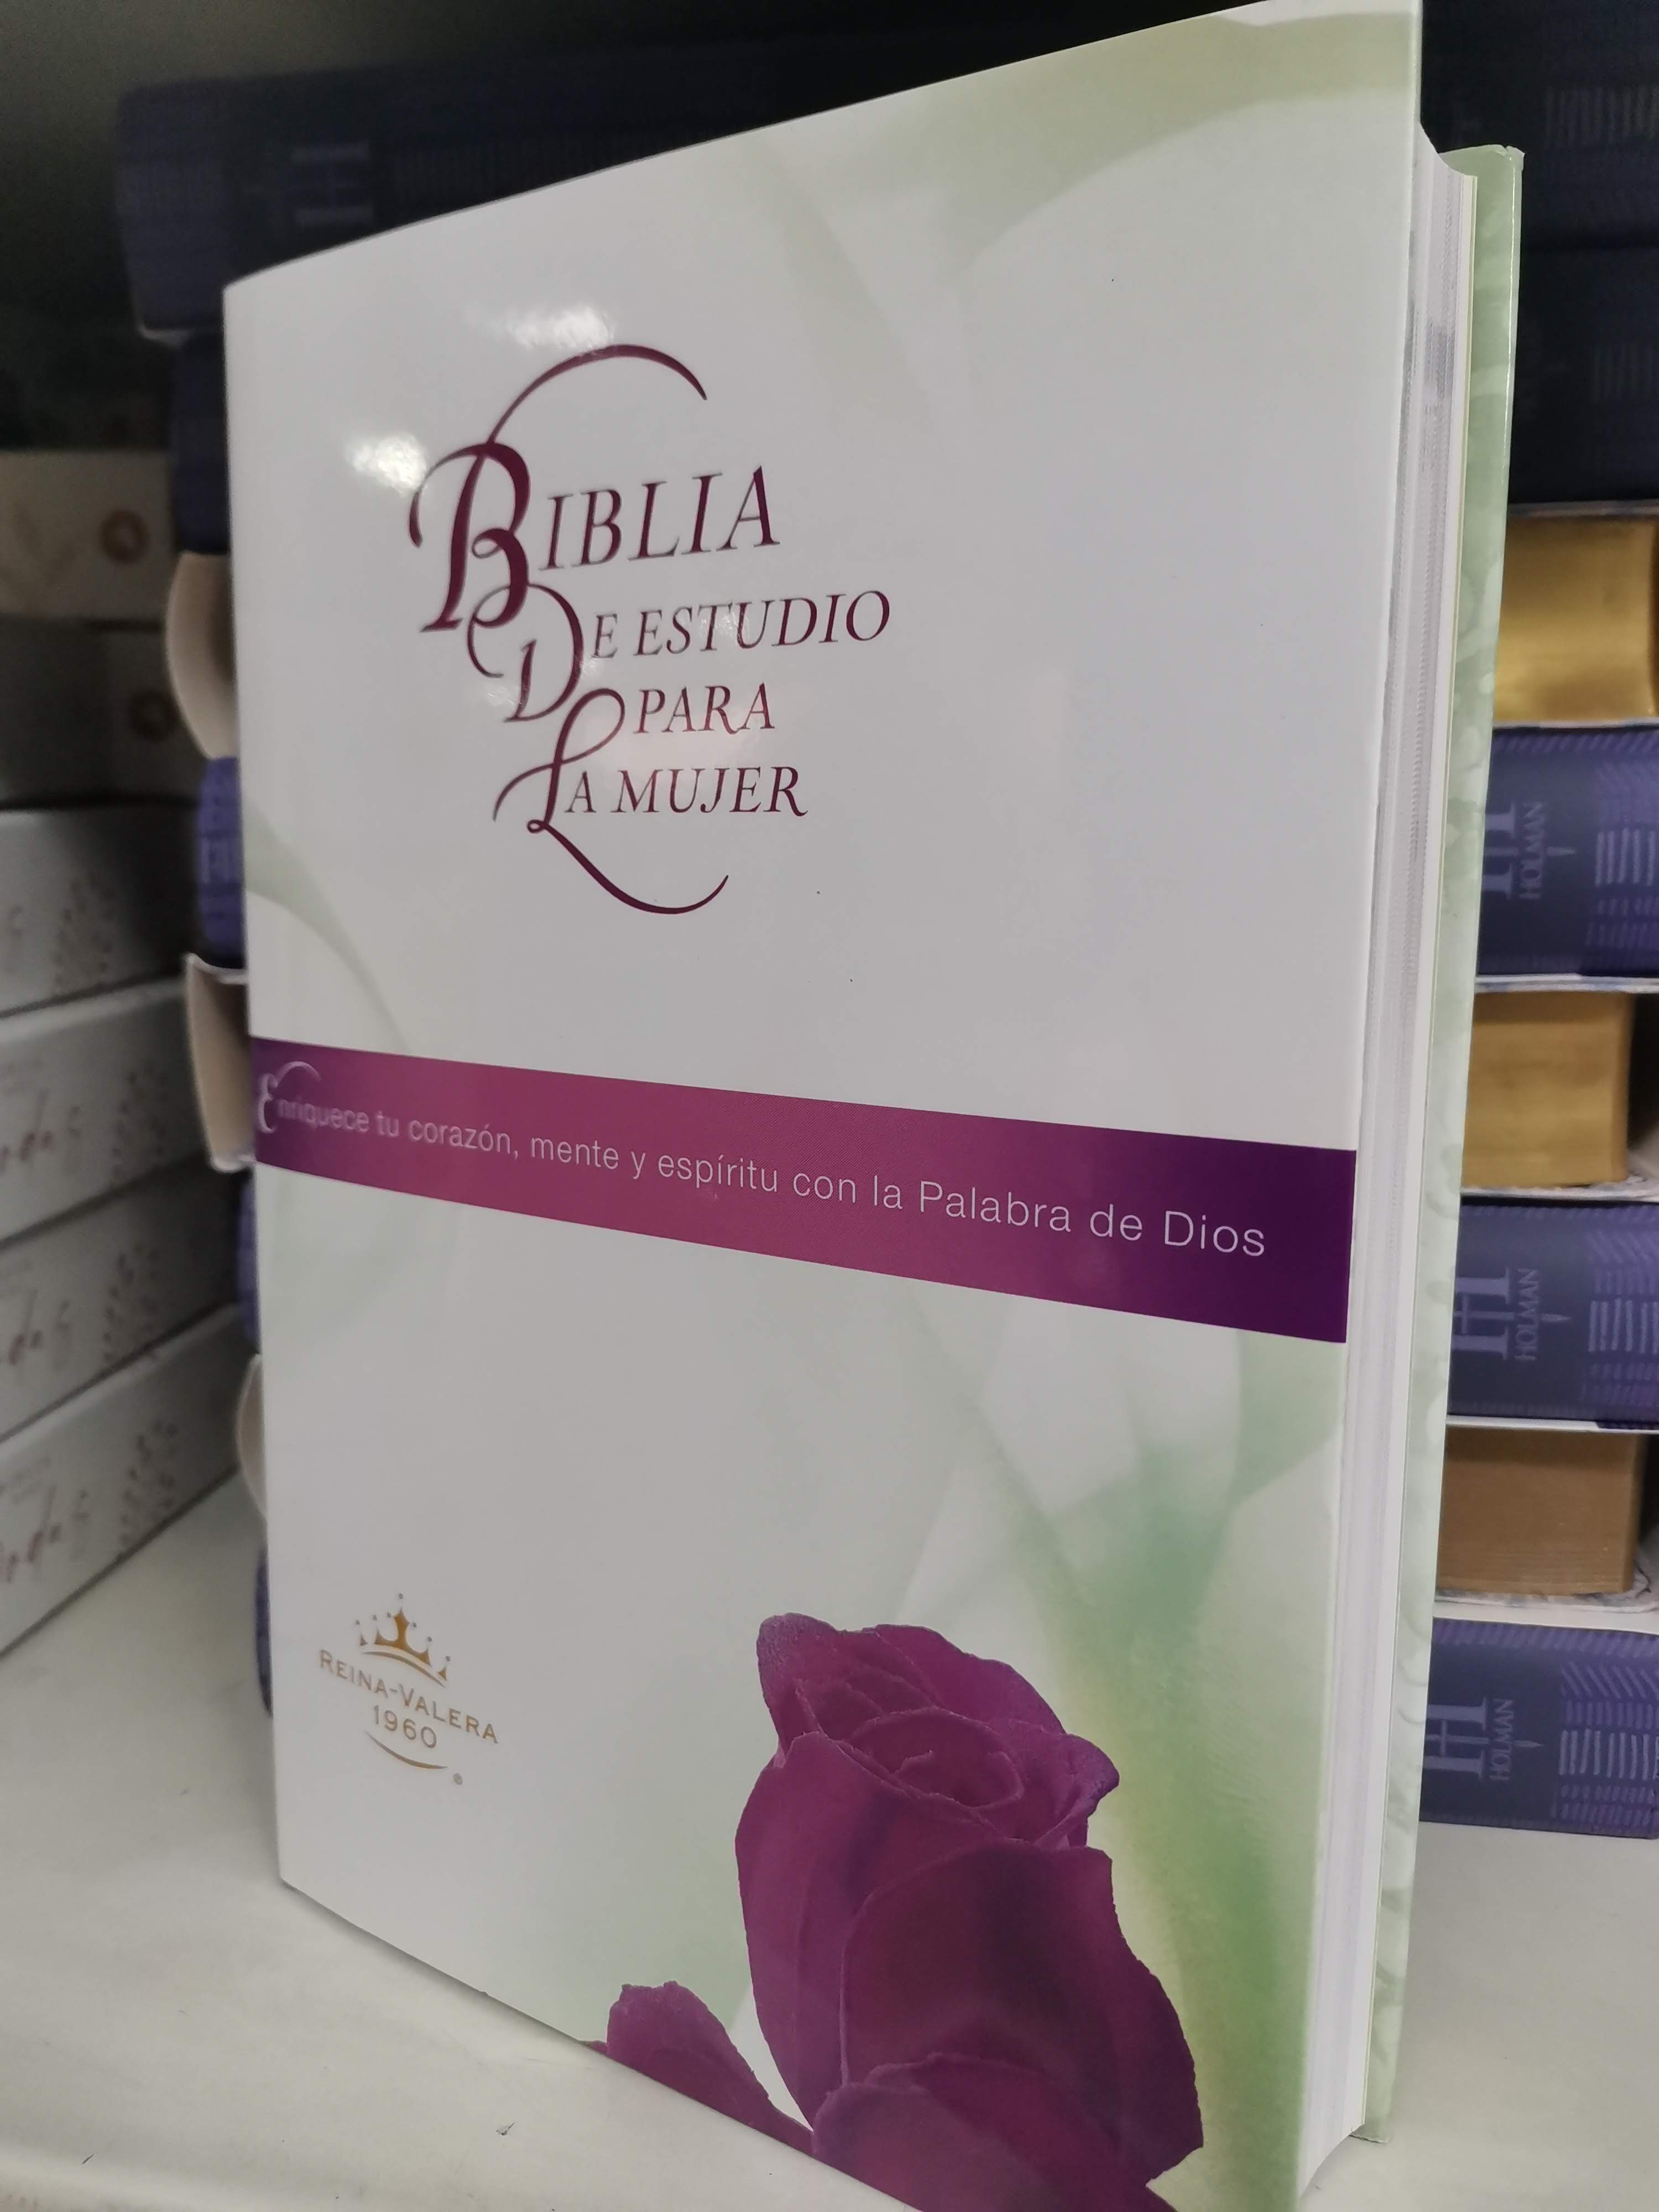 BIBLIA
DE ESTUDIO
PARA
LA MUJER
Enriquece tu corazón, mente y espíritu con la Palabra de Dios
REINA-VALERA
1960
®
H
HOLMAN
H
HOLMAN
H
HOLMAN